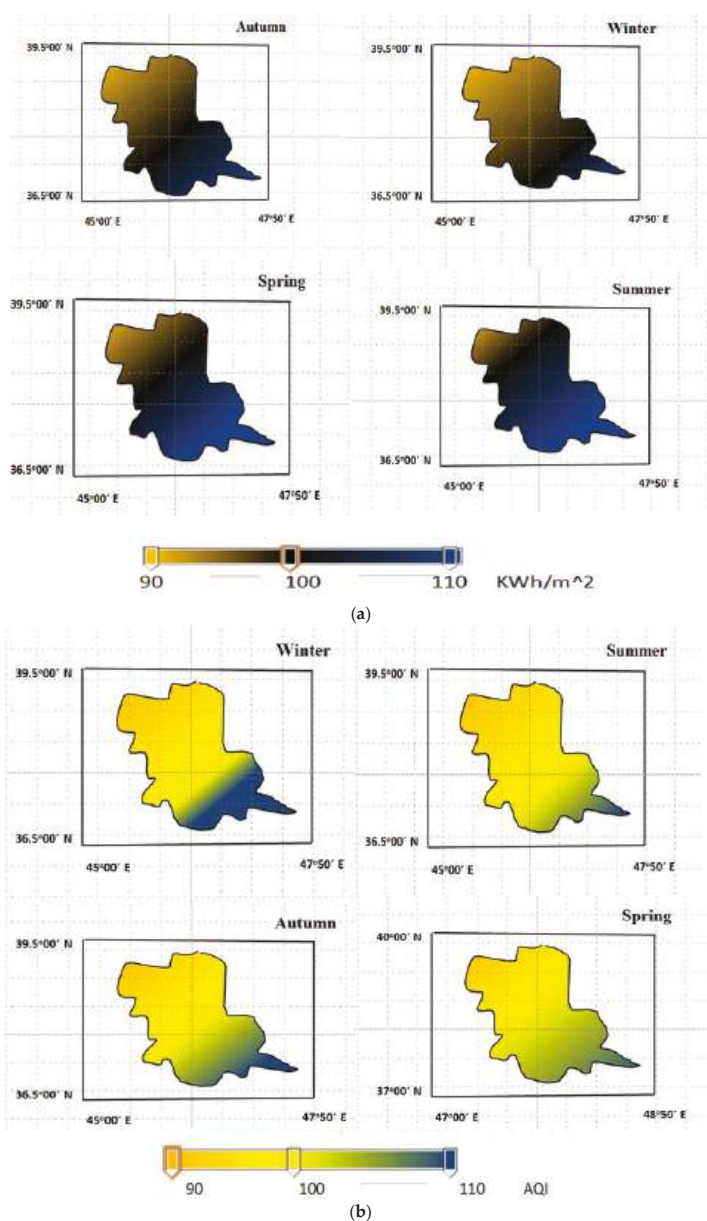 Autumn
39.5°00' N
36.5°00' N
45°00' E
47°50' E
Winter
39.5°00' N
36.5°00' N
45°00' E
47°50' E
Spring
39.5°00' N
36.5°00' N
45°00' E
47°50' E
Summer
39.5°00' N
36.5°00' N
45°00' E
47°50' E
90 100 110 KWh/m^2
(a)
Winter
39.5°00' N
36.5°00' N
45°00' E
47°50' E
Summer
39.5°00' N
36.5°00' N
45°00' E
47°50' E
Autumn
39.5°00' N
36.5°00' N
45°00' E
47°50' E
Spring
40°00' N
37°00' N
47°00' E
48°50' E
90 100 110 AQI
(b)